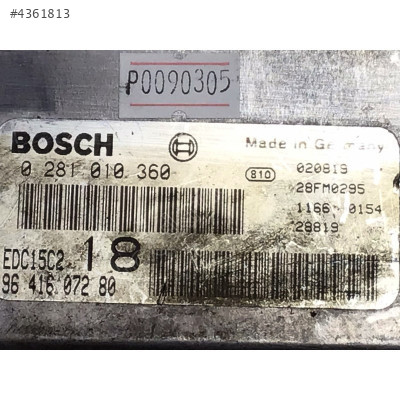 #4361813
P0090305
BOSCH
Made in Germany
0 281 010 360
810
020819
28FM0295
1166 0154
28819
EDC15C2
18
96 416 072 80